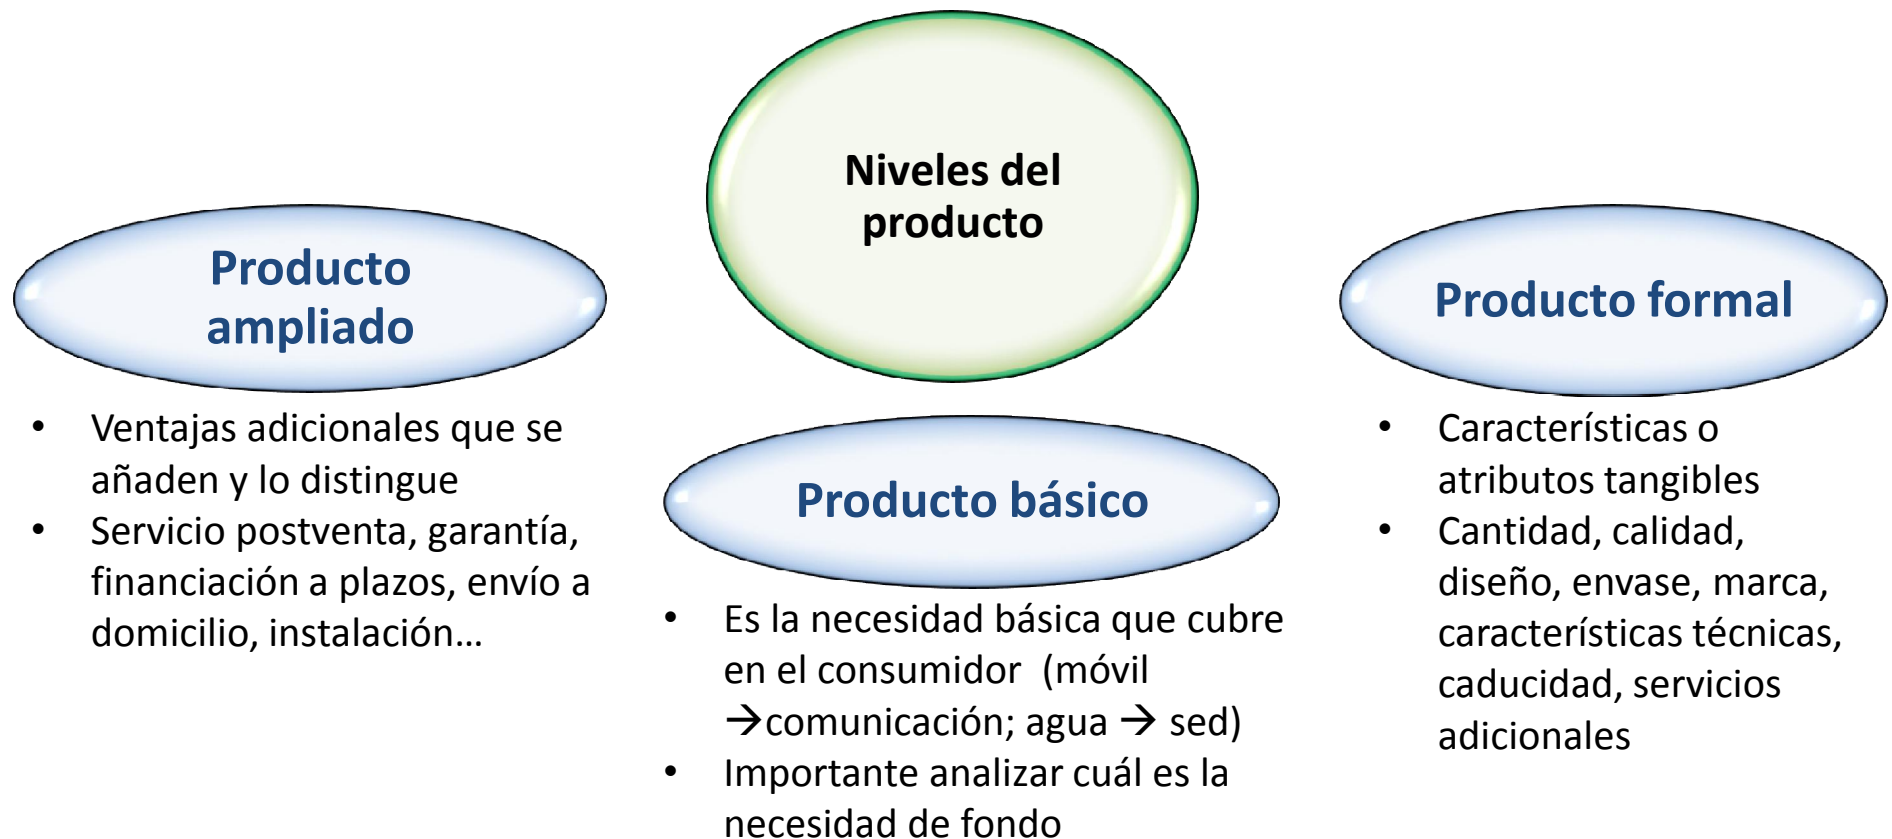 Niveles del
producto
Producto
ampliado
• Ventajas adicionales que se
añaden y lo distingue
• Servicio postventa, garantía,
financiación a plazos, envío a
domicilio, instalación…
Producto básico
• Es la necesidad básica que cubre
en el consumidor (móvil
→comunicación; agua → sed)
• Importante analizar cuál es la
necesidad de fondo
Producto formal
• Características o
atributos tangibles
• Cantidad, calidad,
diseño, envase, marca,
características técnicas,
caducidad, servicios
adicionales